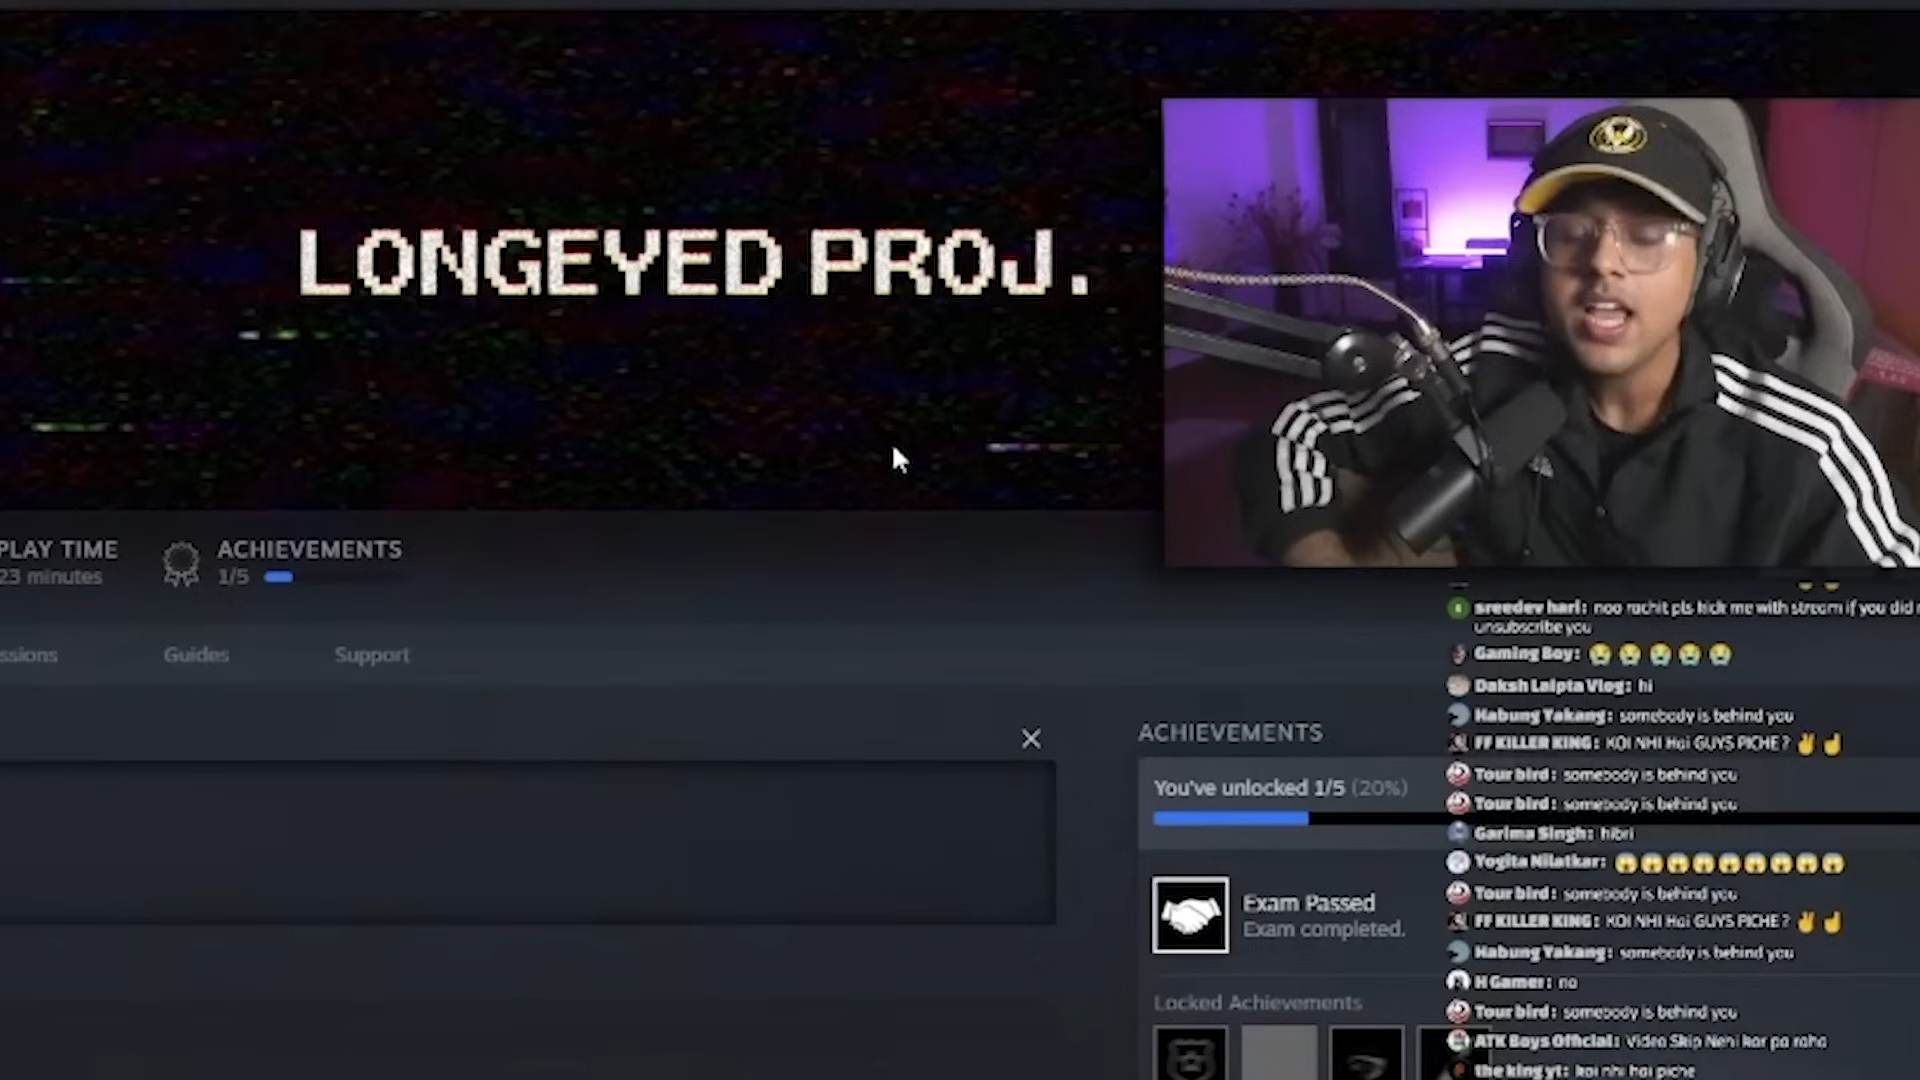 LONGEYED PROJ.
PLAY TIME
23 minutes
ACHIEVEMENTS
1/5
ssions
Guides
Support
ACHIEVEMENTS
You've unlocked 1/5 (20%)
Exam Passed
Exam completed.
Locked Achievements
sreedev hari: noo rachit pls kick me with stream if you did
unsubscribe you
Gaming Boy: 😭 😭 😭 😭 😭
Daksh Laipta Vlog: hi
Habung Yakang: somebody is behind you
FF KILLER KING: KOI NHI Hai GUYS PICHE ? ✌ ☝
Tour bird: somebody is behind you
Tour bird: somebody is behind you
Garima Singh: hibri
Yogita Nilatkar: 😱😱😱😱😱😱😱😱😱
Tour bird: somebody is behind you
FF KILLER KING: KOI NHI Hai GUYS PICHE ? ✌ ☝
Habung Yakang: somebody is behind you
H Gamer: no
Tour bird: somebody is behind you
ATK Boys Official: Video Skip Nehi kar pa raha
the king yt: koi nhi hai piche